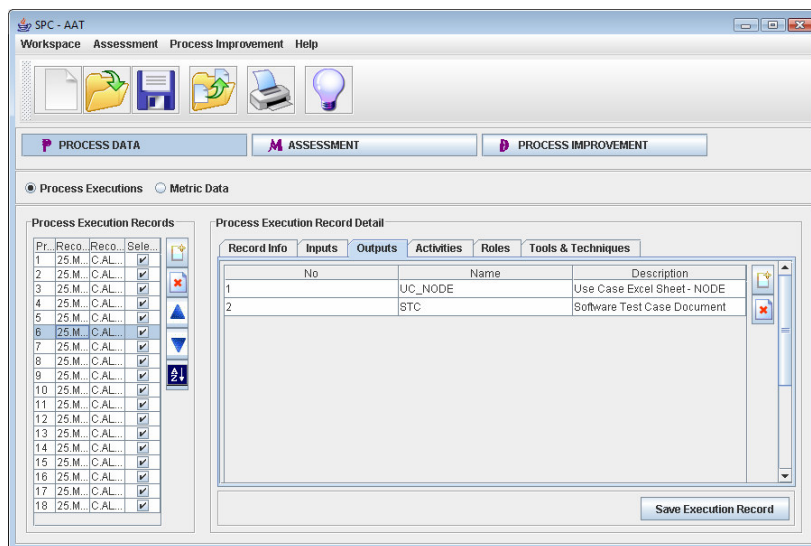 SPC - AAT
Workspace Assessment Process Improvement Help
PROCESS DATA ASSESSMENT PROCESS IMPROVEMENT
Process Executions Metric Data
Process Execution Records
Pr... Reco... Reco... Sele...
1 25.M... C.AL...
2 25.M... C.AL...
3 25.M... C.AL...
4 25.M... C.AL...
5 25.M... C.AL...
6 25.M... C.AL...
7 25.M... C.AL...
8 25.M... C.AL...
9 25.M... C.AL...
10 25.M... C.AL...
11 25.M... C.AL...
12 25.M... C.AL...
13 25.M... C.AL...
14 25.M... C.AL...
15 25.M... C.AL...
16 25.M... C.AL...
17 25.M... C.AL...
18 25.M... C.AL...
Process Execution Record Detail
Record Info Inputs Outputs Activities Roles Tools & Techniques
No Name Description
1 UC_NODE Use Case Excel Sheet - NODE
2 STC Software Test Case Document
Save Execution Record